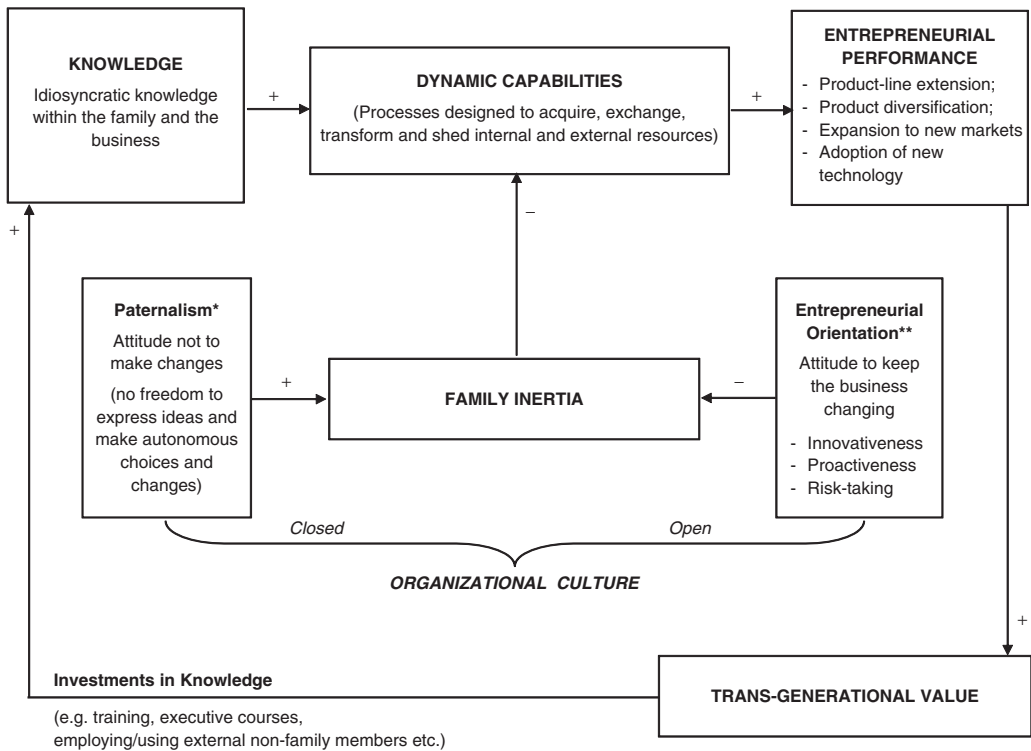 KNOWLEDGE
Idiosyncratic knowledge
within the family and the
business
+
DYNAMIC CAPABILITIES
(Processes designed to acquire, exchange,
transform and shed internal and external resources)
+
ENTREPRENEURIAL
PERFORMANCE
- Product-line extension;
- Product diversification;
- Expansion to new markets
- Adoption of new
technology
+
−
Paternalism*
Attitude not to
make changes
(no freedom to
express ideas and
make autonomous
choices and
changes)
+
FAMILY INERTIA
−
Entrepreneurial
Orientation**
Attitude to keep
the business
changing
- Innovativeness
- Proactiveness
- Risk-taking
Closed
Open
ORGANIZATIONAL CULTURE
+
Investments in Knowledge
(e.g. training, executive courses,
employing/using external non-family members etc.)
TRANS-GENERATIONAL VALUE